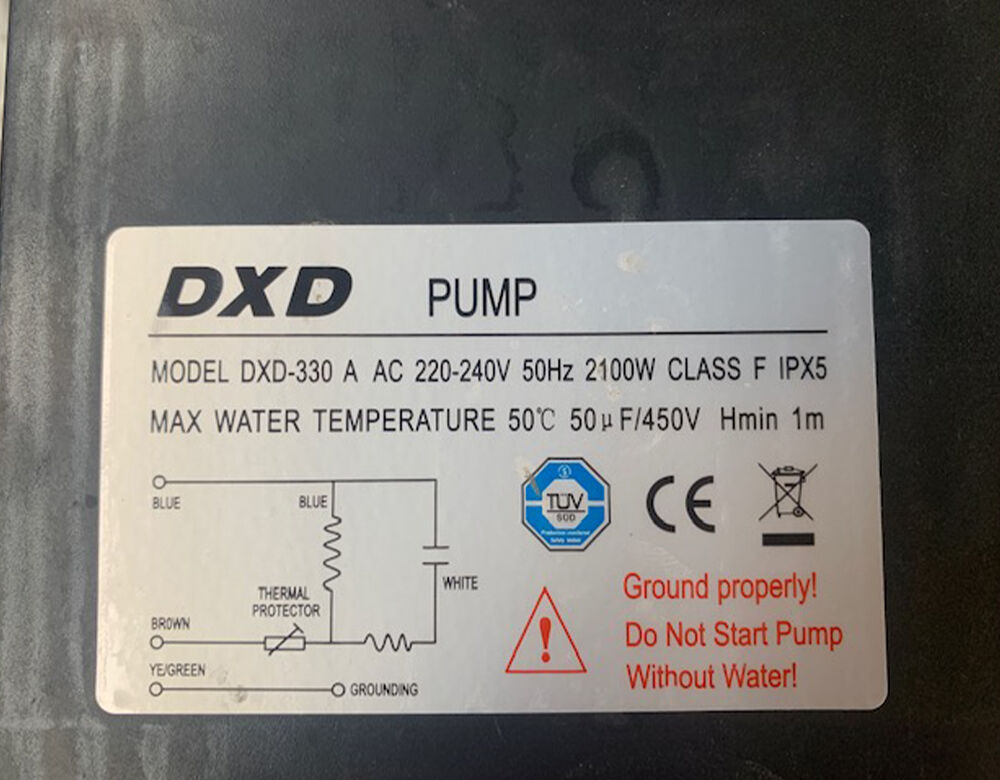 DXD PUMP
MODEL DXD-330 A AC 220-240V 50Hz 2100W CLASS F IPX5
MAX WATER TEMPERATURE 50℃ 50μF/450V Hmin 1m
BLUE
BLUE
WHITE
THERMAL
PROTECTOR
BROWN
YE/GREEN
GROUNDING
TÜV
SÜD
Ground properly!
Do Not Start Pump
Without Water!